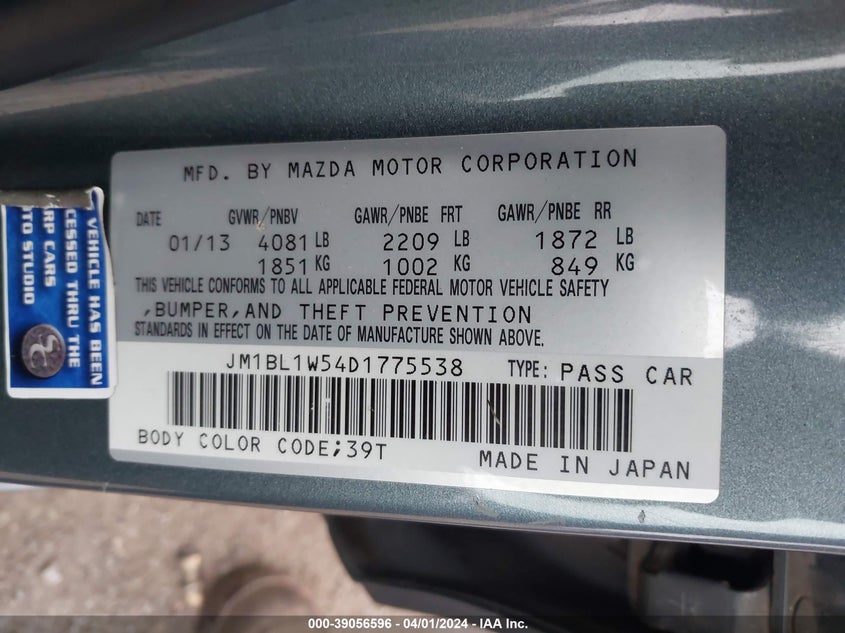 MFD. BY MAZDA MOTOR CORPORATION
DATE GVWR/PNBV GAWR/PNBE FRT GAWR/PNBE RR
01/13 4081 LB 2209 LB 1872 LB
1851 KG 1002 KG 849 KG
THIS VEHICLE CONFORMS TO ALL APPLICABLE FEDERAL MOTOR VEHICLE SAFETY
,BUMPER,AND THEFT PREVENTION
STANDARDS IN EFFECT ON THE DATE OF MANUFACTURE SHOWN ABOVE.
JM1BL1W54D1775538 TYPE: PASS CAR
BODY COLOR CODE;39T MADE IN JAPAN
VEHICLE HAS BEEN
CESSED THRU THE
ARP CARS
TO STUDIO
000-39056596 - 04/01/2024 - IAA Inc.